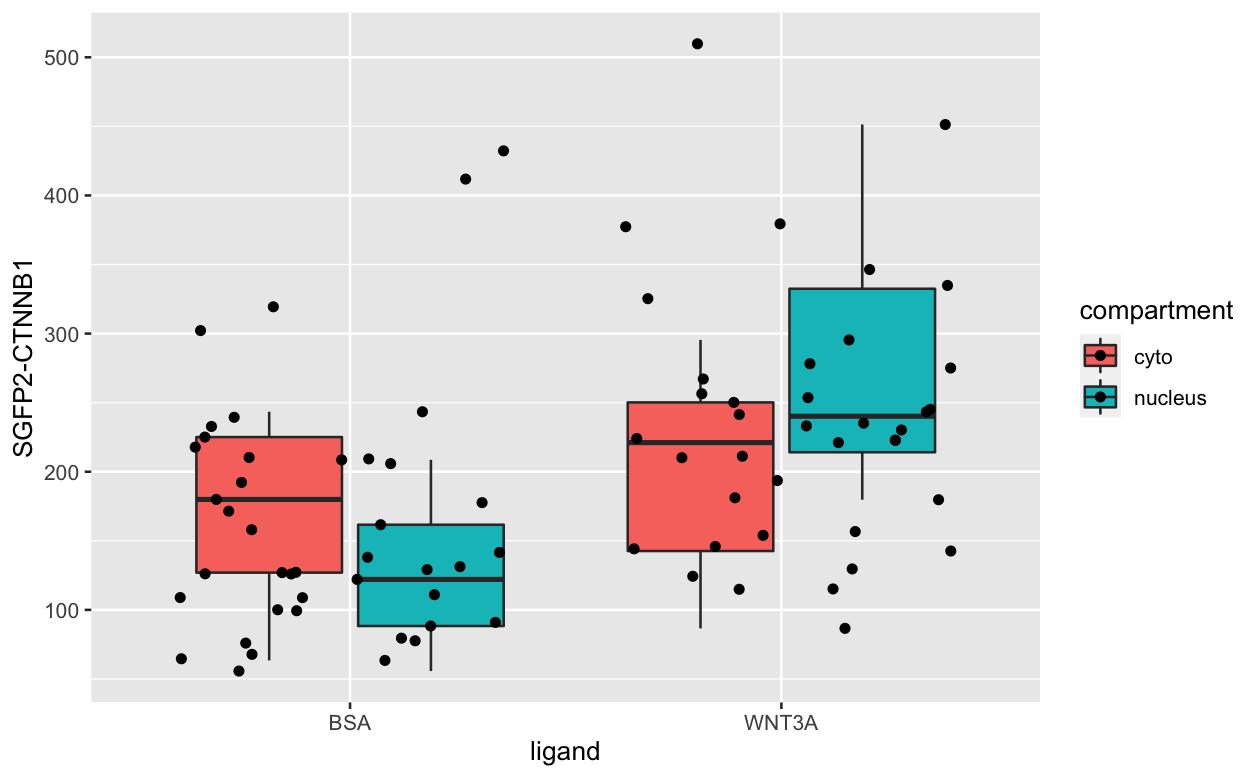 500
400
300
200
100
SGFP2-CTNNB1
BSA
WNT3A
ligand
compartment
cyto
nucleus